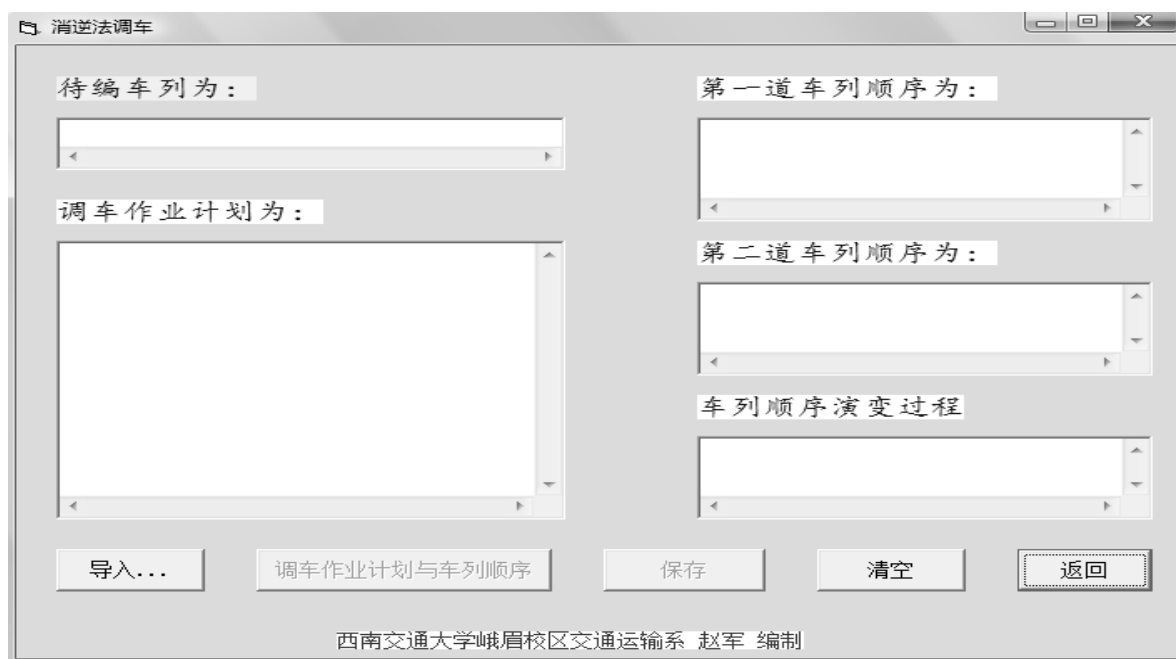 消逆法调车
待编车列为：
第一道车列顺序为：
调车作业计划为：
第二道车列顺序为：
车列顺序演变过程
导入...
调车作业计划与车列顺序
保存
清空
返回
西南交通大学峨眉校区交通运输系 赵军 编制